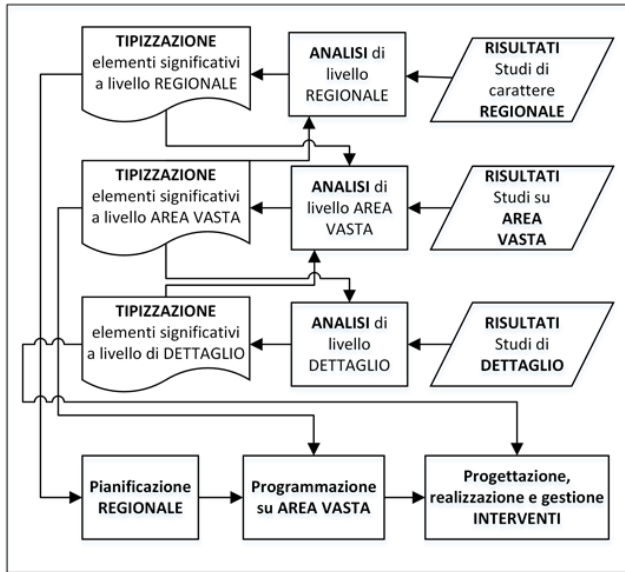 TIPIZZAZIONE
elementi significativi
a livello REGIONALE
ANALISI di
livello
REGIONALE
RISULTATI
Studi di
carattere
REGIONALE
TIPIZZAZIONE
elementi significativi
a livello AREA VASTA
ANALISI di
livello AREA
VASTA
RISULTATI
Studi su
AREA
VASTA
TIPIZZAZIONE
elementi significativi
a livello di DETTAGLIO
ANALISI di
livello
DETTAGLIO
RISULTATI
Studi di
DETTAGLIO
Pianificazione
REGIONALE
Programmazione
su AREA VASTA
Progettazione,
realizzazione e gestione
INTERVENTI